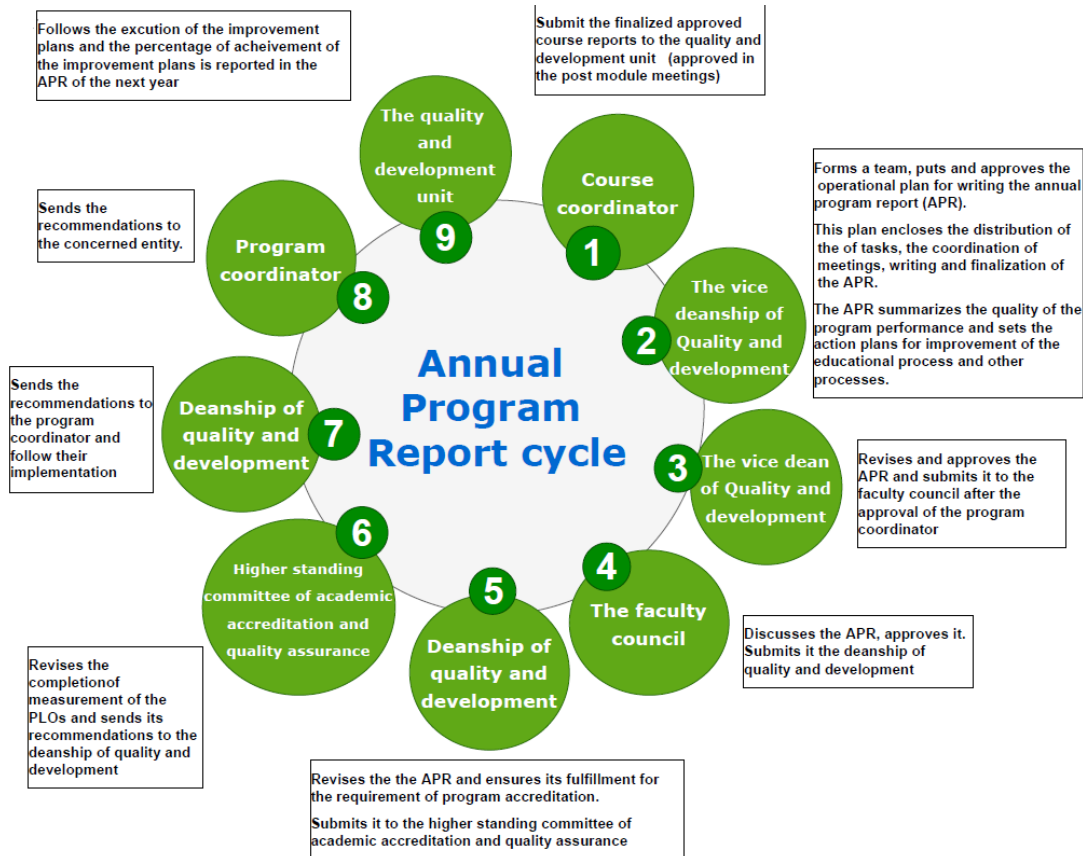 Annual
Program
Report cycle
Submit the finalized approved
course reports to the quality and
development unit (approved in
the post module meetings)
Course
coordinator
1
Forms a team, puts and approves the
operational plan for writing the annual
program report (APR).
This plan encloses the distribution of
the of tasks, the coordination of
meetings, writing and finalization of
the APR.
The APR summarizes the quality of the
program performance and sets the
action plans for improvement of the
educational process and other
processes.
The vice
deanship of
Quality and
development
2
Revises and approves the
APR and submits it to the
faculty council after the
approval of the program
coordinator
The vice dean
of Quality and
development
3
Discusses the APR, approves it.
Submits it the deanship of
quality and development
The faculty
council
4
Revises the the APR and ensures its fulfillment for
the requirement of program accreditation.
Submits it to the higher standing committee of
academic accreditation and quality assurance
Deanship of
quality and
development
5
Revises the
completionof
measurement of the
PLOs and sends its
recommendations to the
deanship of quality and
development
Higher standing
committee of academic
accreditation and
quality assurance
6
Sends the
recommendations to
the program
coordinator and
follow their
implementation
Deanship of
quality and
development
7
Sends the
recommendations to
the concerned entity.
Program
coordinator
8
Follows the excution of the improvement
plans and the percentage of acheivement of
the improvement plans is reported in the
APR of the next year
The quality
and
development
unit
9